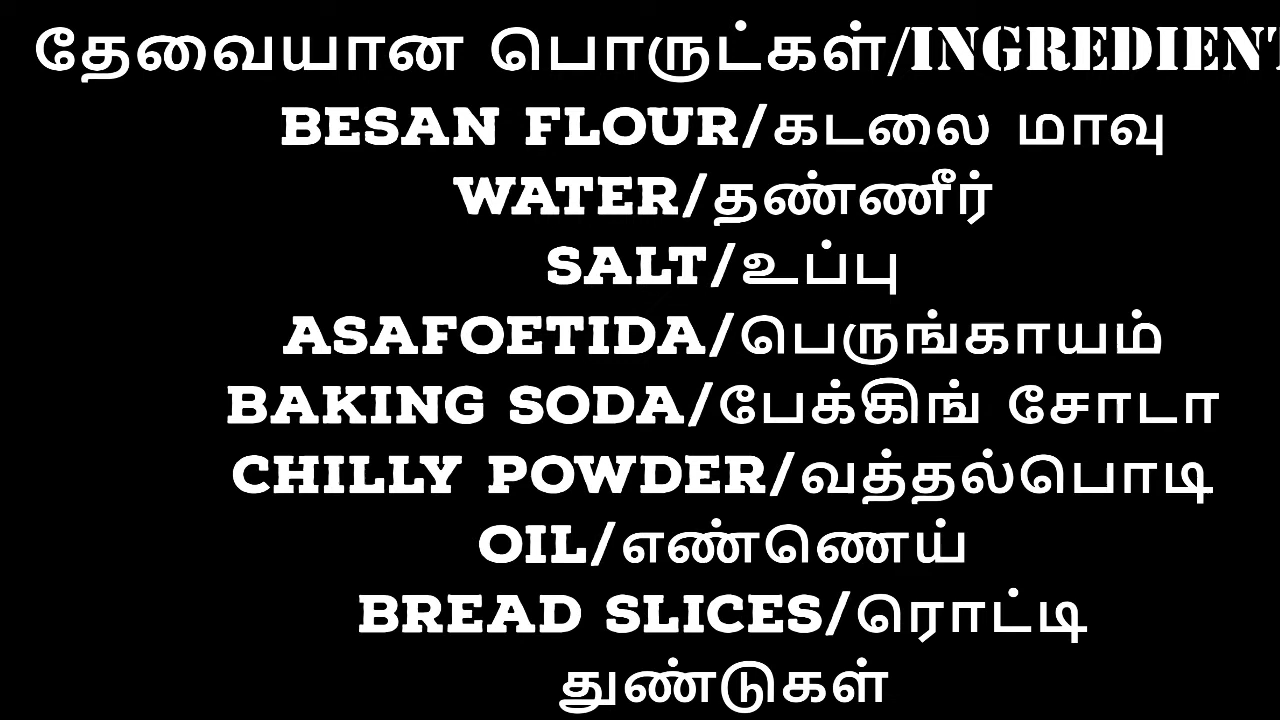 தேவையான பொருட்கள்/INGREDIENT
BESAN FLOUR/கடலை மாவு
WATER/தண்ணீர்
SALT/உப்பு
ASAFOETIDA/பெருங்காயம்
BAKING SODA/பேக்கிங் சோடா
CHILLY POWDER/வத்தல்பொடி
OIL/எண்ணெய்
BREAD SLICES/ரொட்டி
துண்டுகள்